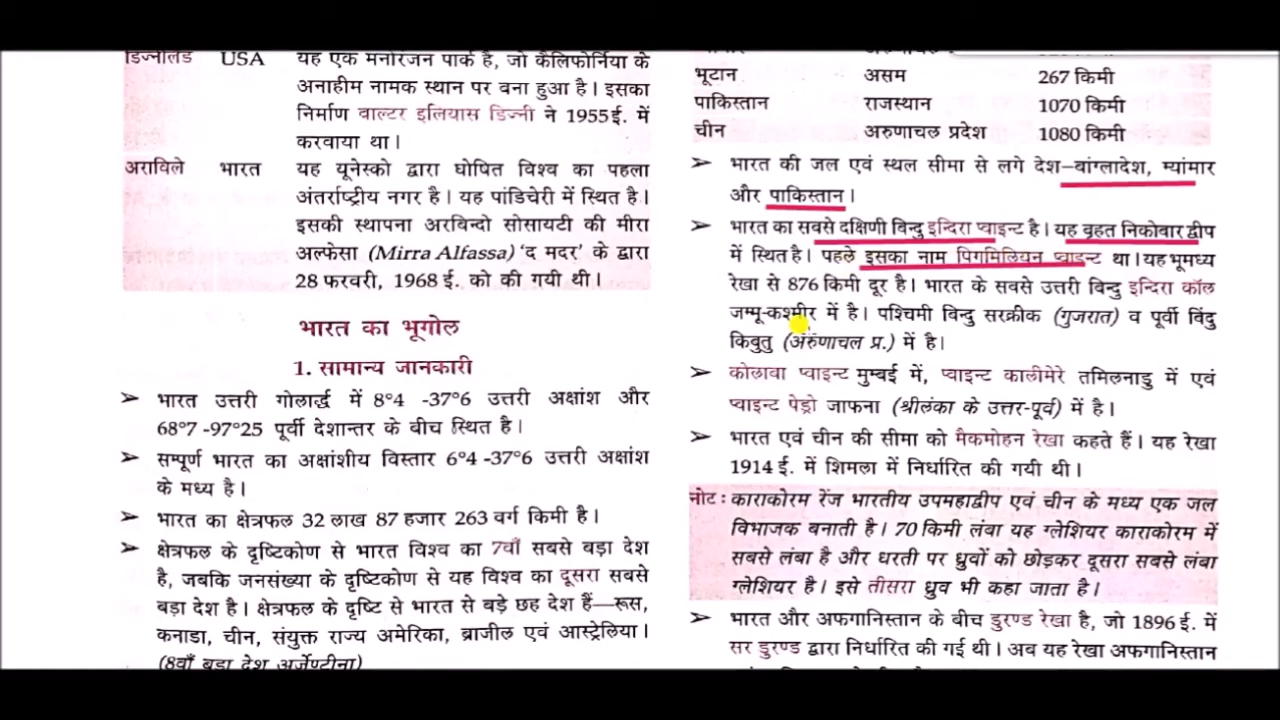 डिज्नीलैंड USA यह एक मनोरंजन पार्क है, जो कैलिफोर्निया के
अनाहीम नामक स्थान पर बना हुआ है। इसका
निर्माण वाल्टर इलियास डिज्नी ने 1955 ई. में
करवाया था।
अराविले भारत यह यूनेस्को द्वारा घोषित विश्व का पहला
अंतर्राष्ट्रीय नगर है। यह पांडिचेरी में स्थित है।
इसकी स्थापना अरबिन्दो सोसायटी की मीरा
अल्फेसा (Mirra Alfassa) ‘द मदर’ के द्वारा
28 फरवरी, 1968 ई. को की गयी थी।
भारत का भूगोल
1. सामान्य जानकारी
➢ भारत उत्तरी गोलार्द्ध में 8°4 -37°6 उत्तरी अक्षांश और
68°7 -97°25 पूर्वी देशान्तर के बीच स्थित है।
➢ सम्पूर्ण भारत का अक्षांशीय विस्तार 6°4 -37°6 उत्तरी अक्षांश
के मध्य है।
➢ भारत का क्षेत्रफल 32 लाख 87 हजार 263 वर्ग किमी है।
➢ क्षेत्रफल के दृष्टिकोण से भारत विश्व का 7वाँ सबसे बड़ा देश
है, जबकि जनसंख्या के दृष्टिकोण से यह विश्व का दूसरा सबसे
बड़ा देश है। क्षेत्रफल के दृष्टि से भारत से बड़े छह देश हैं—रूस,
कनाडा, चीन, संयुक्त राज्य अमेरिका, ब्राजील एवं आस्ट्रेलिया।
(8वाँ बड़ा देश अर्जेण्टीना)
भूटान असम 267 किमी
पाकिस्तान राजस्थान 1070 किमी
चीन अरुणाचल प्रदेश 1080 किमी
➢ भारत की जल एवं स्थल सीमा से लगे देश–बांग्लादेश, म्यांमार
और पाकिस्तान।
➢ भारत का सबसे दक्षिणी बिन्दु इन्दिरा प्वाइन्ट है। यह वृहत निकोबार द्वीप
में स्थित है। पहले इसका नाम पिगमिलियन प्वाइन्ट था। यह भूमध्य
रेखा से 876 किमी दूर है। भारत के सबसे उत्तरी बिन्दु इन्दिरा कॉल
जम्मू-कश्मीर में है। पश्चिमी विन्दु सरक्रीक (गुजरात) व पूर्वी विंदु
किबुतु (अरुणाचल प्र.) में है।
➢ कोलावा प्वाइन्ट मुम्बई में, प्वाइन्ट कालीमेरे तमिलनाडु में एवं
प्वाइन्ट पेड्रो जाफना (श्रीलंका के उत्तर-पूर्व) में है।
➢ भारत एवं चीन की सीमा को मैकमोहन रेखा कहते हैं। यह रेखा
1914 ई. में शिमला में निर्धारित की गयी थी।
नोट : काराकोरम रेंज भारतीय उपमहाद्वीप एवं चीन के मध्य एक जल
विभाजक बनाती है। 70 किमी लंबा यह ग्लेशियर काराकोरम में
सबसे लंबा है और धरती पर ध्रुवों को छोड़कर दूसरा सबसे लंबा
ग्लेशियर है। इसे तीसरा ध्रुव भी कहा जाता है।
➢ भारत और अफगानिस्तान के बीच डुरण्ड रेखा है, जो 1896 ई. में
सर डुरण्ड द्वारा निर्धारित की गई थी। अब यह रेखा अफगानिस्तान